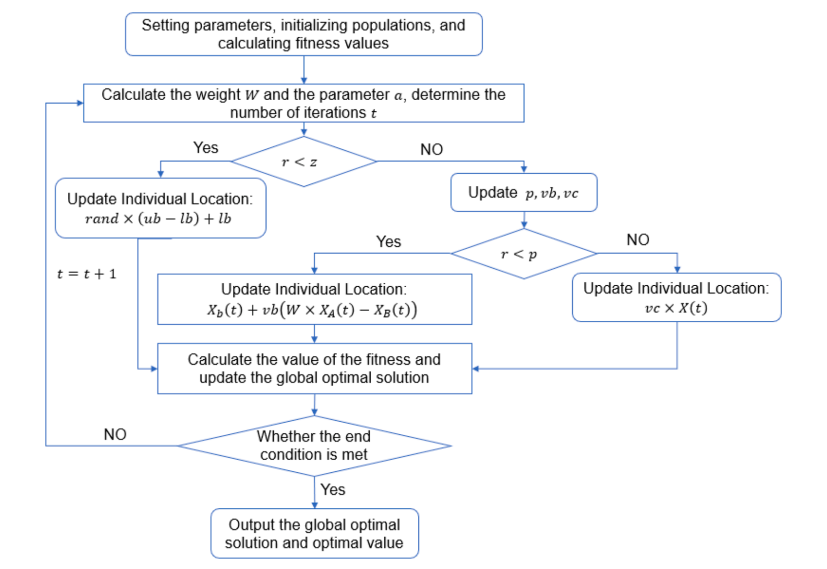 Setting parameters, initializing populations, and
calculating fitness values
Calculate the weight W and the parameter a, determine the
number of iterations t
Yes
r < z
NO
Update Individual Location:
rand × (ub − lb) + lb
Update p, vb, vc
Yes
r < p
NO
t = t + 1
Update Individual Location:
X_b(t) + vb(W × X_A(t) − X_B(t))
Update Individual Location:
vc × X(t)
Calculate the value of the fitness and
update the global optimal solution
NO
Whether the end
condition is met
Yes
Output the global optimal
solution and optimal value